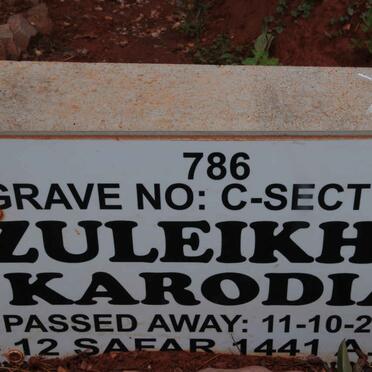 786
GRAVE NO: C-SECT
ZULEIKH
KARODIA
PASSED AWAY: 11-10-2
12 SAFAR 1441 A.